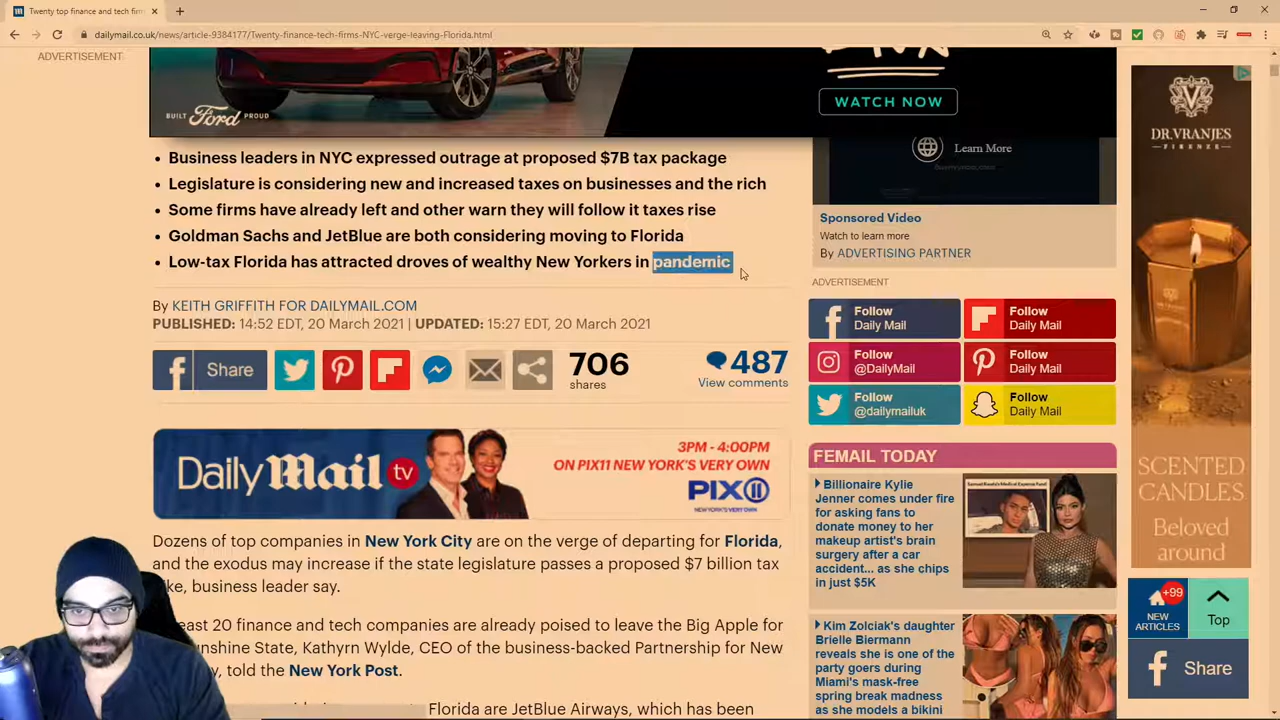 Twenty top finance and tech firm
dailymail.co.uk/news/article-9384177/Twenty-finance-tech-firms-NYC-verge-leaving-Florida.html
ADVERTISEMENT
BUILT Ford PROUD
WATCH NOW
Learn More
• Business leaders in NYC expressed outrage at proposed $7B tax package
• Legislature is considering new and increased taxes on businesses and the rich
• Some firms have already left and other warn they will follow it taxes rise
• Goldman Sachs and JetBlue are both considering moving to Florida
• Low-tax Florida has attracted droves of wealthy New Yorkers in pandemic
By KEITH GRIFFITH FOR DAILYMAIL.COM
PUBLISHED: 14:52 EDT, 20 March 2021 | UPDATED: 15:27 EDT, 20 March 2021
Share
706
shares
487
View comments
Daily Mail tv
3PM - 4:00PM
ON PIX11 NEW YORK'S VERY OWN
PIX11
NEW YORK'S VERY OWN
Dozens of top companies in New York City are on the verge of departing for Florida,
and the exodus may increase if the state legislature passes a proposed $7 billion tax
ke, business leader say.
east 20 finance and tech companies are already poised to leave the Big Apple for
nshine State, Kathyrn Wylde, CEO of the business-backed Partnership for New
, told the New York Post.
Florida are JetBlue Airways, which has been
Sponsored Video
Watch to learn more
By ADVERTISING PARTNER
ADVERTISEMENT
Follow
Daily Mail
Follow
Daily Mail
Follow
@DailyMail
Follow
Daily Mail
Follow
@dailymailuk
Follow
Daily Mail
FEMAIL TODAY
Billionaire Kylie
Jenner comes under fire
for asking fans to
donate money to her
makeup artist's brain
surgery after a car
accident... as she chips
in just $5K
Kim Zolciak's daughter
Brielle Biermann
reveals she is one of the
party goers during
Miami's mask-free
spring break madness
as she models a bikini
DR.VRANJES
FIRENZE
SCENTED
CANDLES
Beloved
around
+99
NEW
ARTICLES
Top
Share